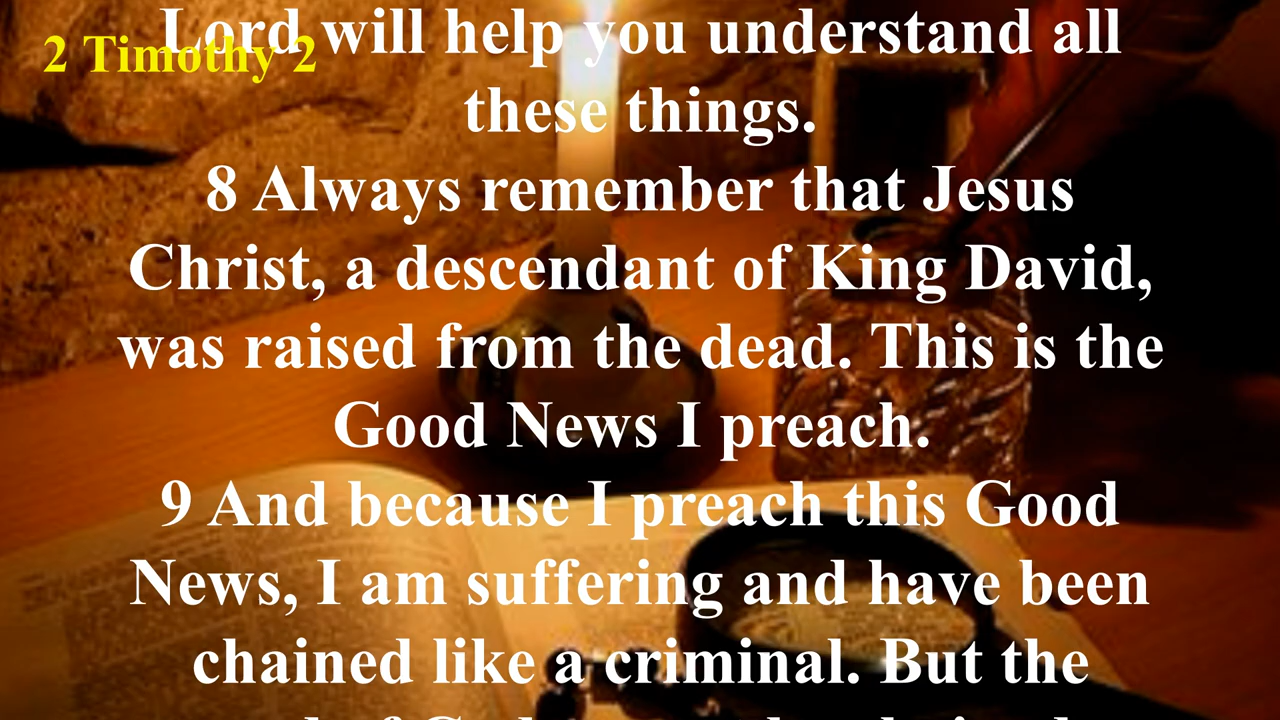 2 Timothy 2
Lord will help you understand all
these things.
8 Always remember that Jesus
Christ, a descendant of King David,
was raised from the dead. This is the
Good News I preach.
9 And because I preach this Good
News, I am suffering and have been
chained like a criminal. But the